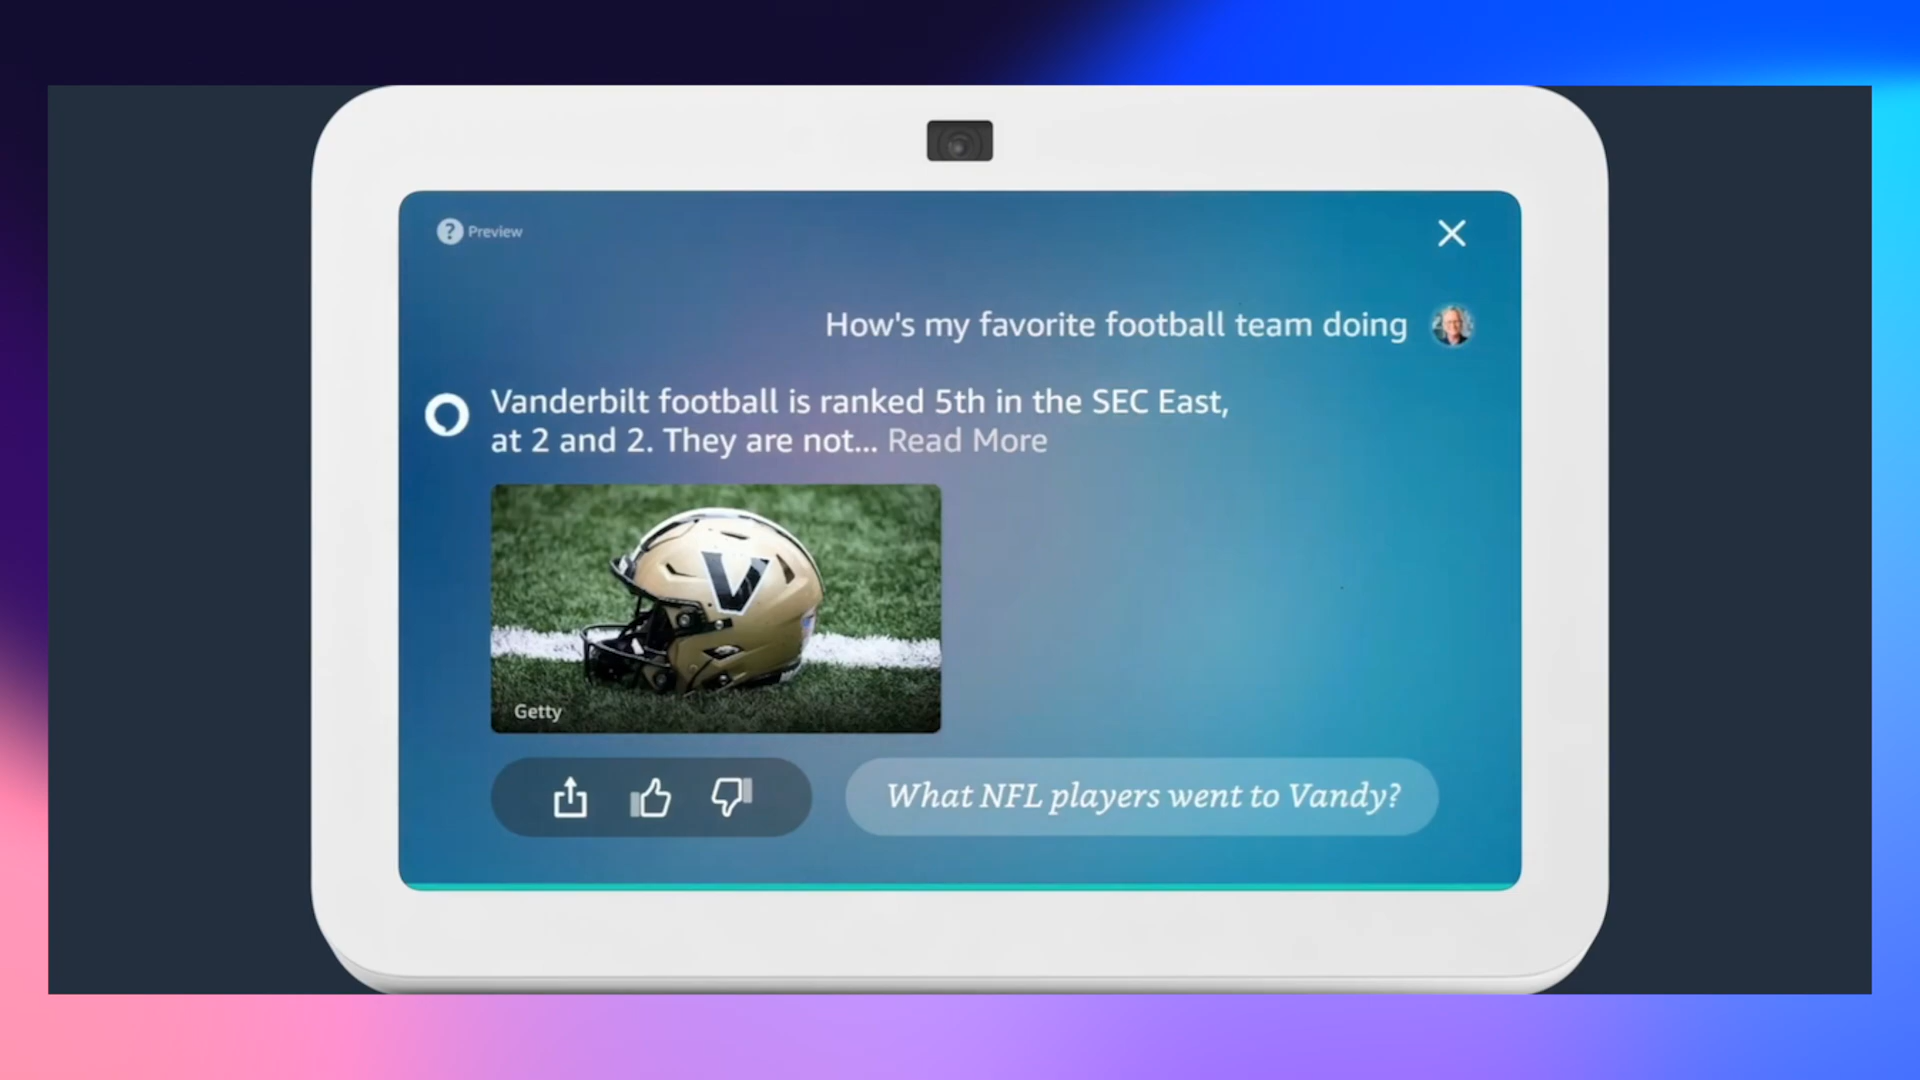 Preview
How's my favorite football team doing
Vanderbilt football is ranked 5th in the SEC East,
at 2 and 2. They are not... Read More
V
Getty
What NFL players went to Vandy?